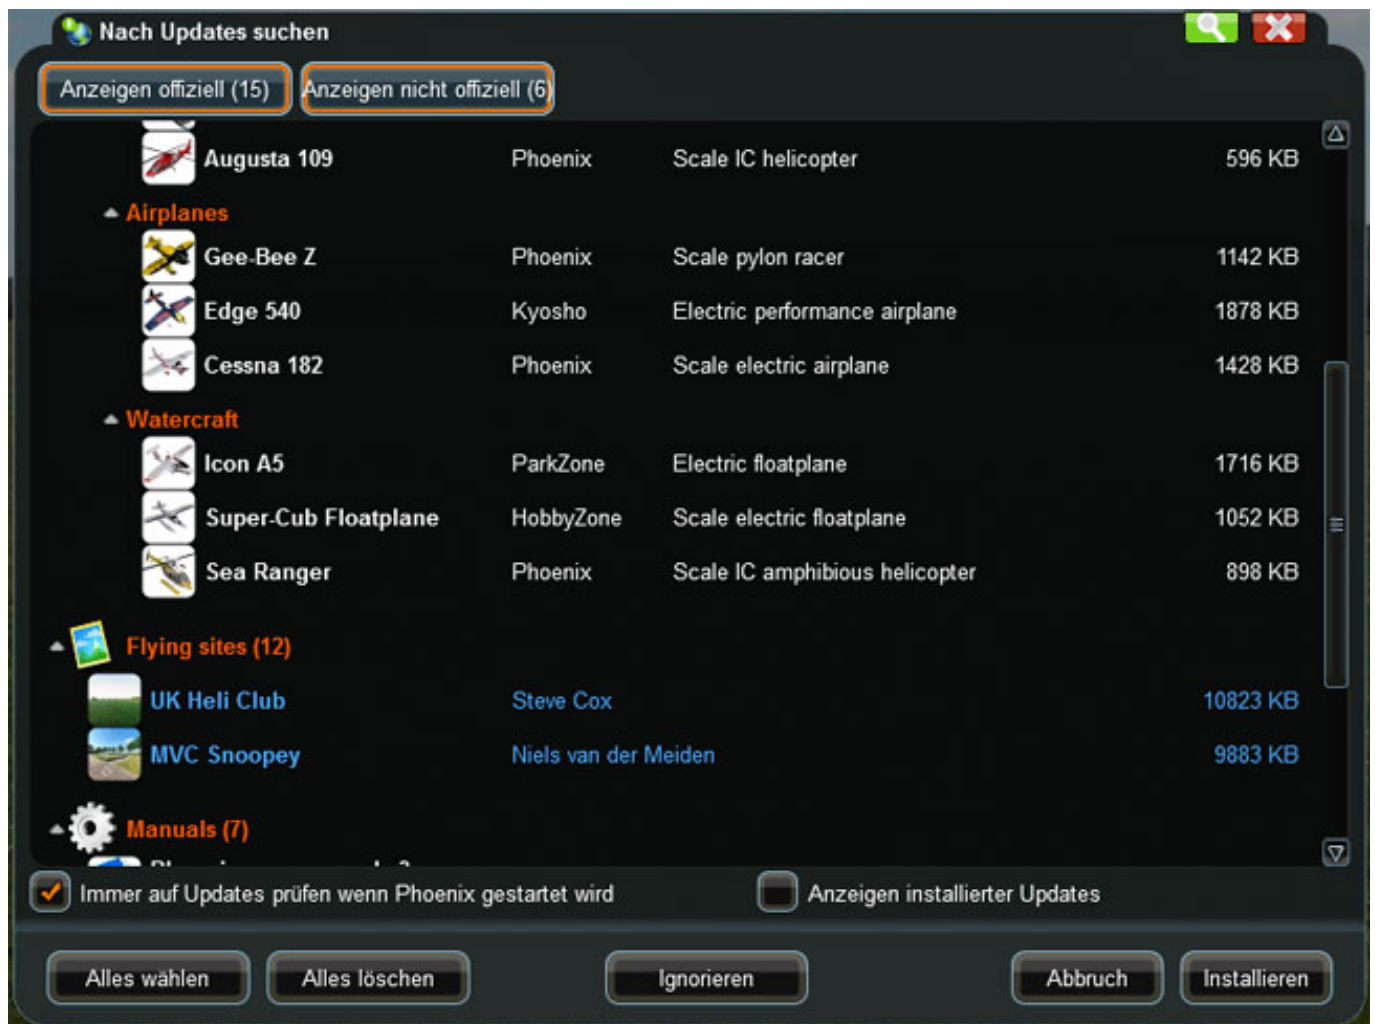 Nach Updates suchen
Anzeigen offiziell (15) Anzeigen nicht offiziell (6)
Augusta 109 Phoenix Scale IC helicopter 596 KB
Airplanes
Gee-Bee Z Phoenix Scale pylon racer 1142 KB
Edge 540 Kyosho Electric performance airplane 1878 KB
Cessna 182 Phoenix Scale electric airplane 1428 KB
Watercraft
Icon A5 ParkZone Electric floatplane 1716 KB
Super-Cub Floatplane HobbyZone Scale electric floatplane 1052 KB
Sea Ranger Phoenix Scale IC amphibious helicopter 898 KB
Flying sites (12)
UK Heli Club Steve Cox 10823 KB
MVC Snoopey Niels van der Meiden 9883 KB
Manuals (7)
Immer auf Updates prüfen wenn Phoenix gestartet wird Anzeigen installierter Updates
Alles wählen Alles löschen Ignorieren Abbruch Installieren